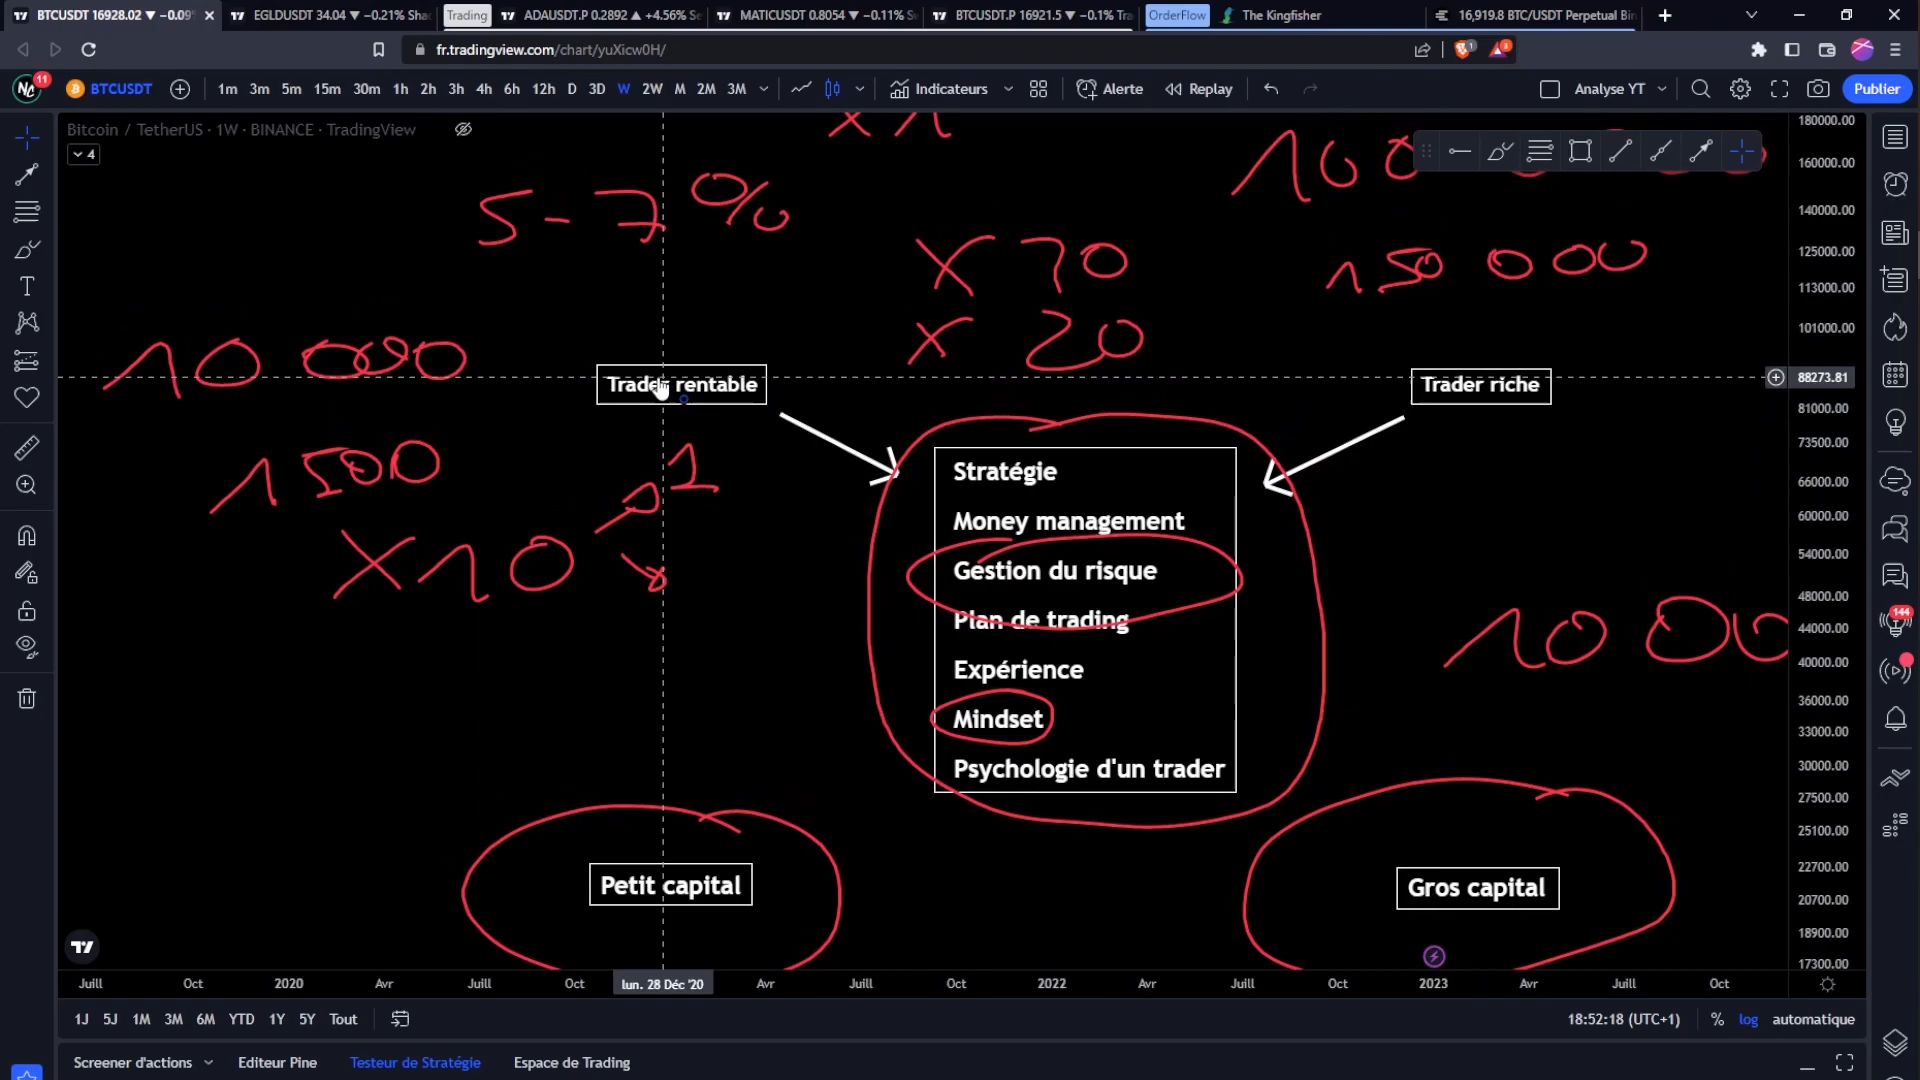 BTCUSDT 16928.02 ▼ −0.09
EGLDUSDT 34.04 ▼ −0.21%
Trading
ADAUSDT.P 0.2892 ▲ +4.56%
MATICUSDT 0.8054 ▼ −0.11%
BTCUSDT.P 16921.5 ▼ −0.1%
OrderFlow
The Kingfisher
16,919.8 BTC/USDT Perpetual
fr.tradingview.com/chart/yuXicw0H/
11
BTCUSDT
1m 3m 5m 15m 30m 1h 2h 3h 4h 6h 12h D 3D W 2W M 2M 3M
Indicateurs
Alerte
Replay
Analyse YT
Publier
Bitcoin / TetherUS · 1W · BINANCE · TradingView
4
5-7%
x 70
150 000
x 20
10 000
Trader rentable
Trader riche
1500
x10
1
Stratégie
Money management
Gestion du risque
Plan de trading
Expérience
Mindset
Psychologie d'un trader
10 000
Petit capital
Gros capital
180000.00
160000.00
140000.00
125000.00
113000.00
101000.00
88273.81
81000.00
73500.00
66000.00
60000.00
54000.00
48000.00
44000.00
40000.00
36000.00
33000.00
30000.00
27500.00
25100.00
22700.00
20700.00
18900.00
17300.00
144
Juill Oct 2020 Avr Juill Oct lun. 28 Déc '20 Avr Juill Oct 2022 Avr Juill Oct 2023 Avr Juill Oct
1J 5J 1M 3M 6M YTD 1Y 5Y Tout
18:52:18 (UTC+1)
% log automatique
Screener d'actions
Editeur Pine
Testeur de Stratégie
Espace de Trading